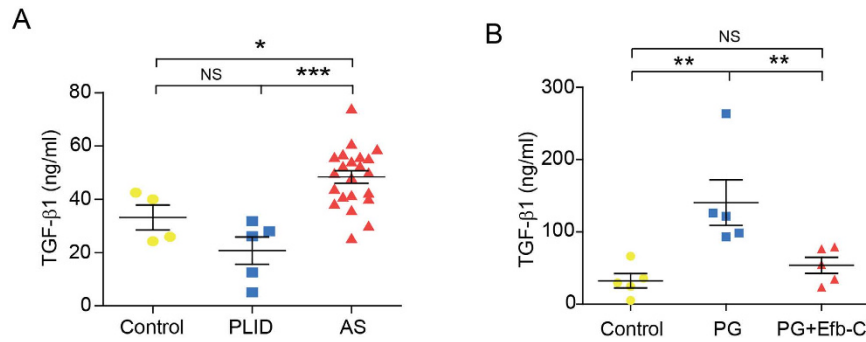 A
*
NS
***
80
60
40
20
0
TGF-β1 (ng/ml)
Control PLID AS
B
NS
** **
300
200
100
0
TGF-β1 (ng/ml)
Control PG PG+Efb-C